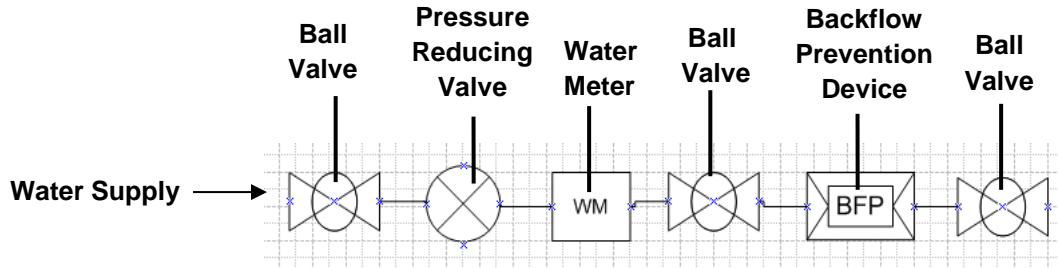 Ball
Valve
Pressure
Reducing
Valve
Water
Meter
Ball
Valve
Backflow
Prevention
Device
Ball
Valve
Water Supply
WM
BFP